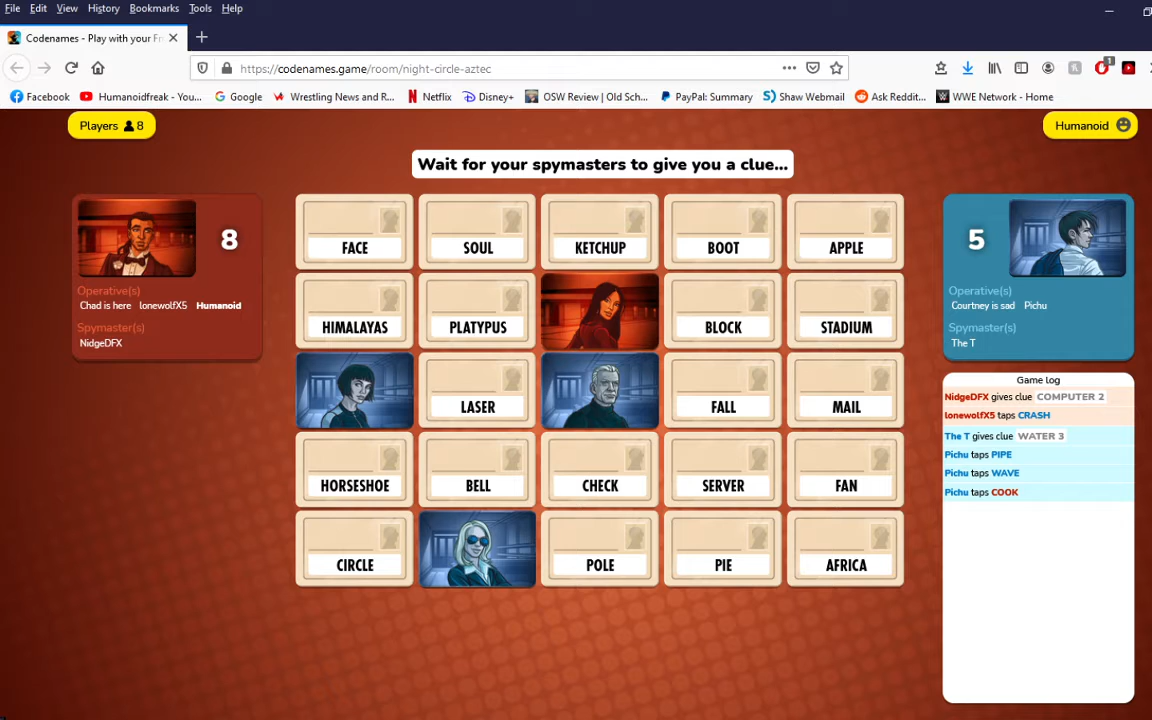 File Edit View History Bookmarks Tools Help
Codenames - Play with your Fr
https://codenames.game/room/night-circle-aztec
1
Facebook Humanoidfreak - You... Google Wrestling News and R... Netflix Disney+ OSW Review | Old Sch... PayPal: Summary Shaw Webmail Ask Reddit... WWE Network - Home
Players 8
Humanoid
Wait for your spymasters to give you a clue...
8
Operative(s)
Chad is here lonewolfX5 Humanoid
Spymaster(s)
NidgeDFX
FACE SOUL KETCHUP BOOT APPLE
HIMALAYAS PLATYPUS BLOCK STADIUM
LASER FALL MAIL
HORSESHOE BELL CHECK SERVER FAN
CIRCLE POLE PIE AFRICA
5
Operative(s)
Courtney is sad Pichu
Spymaster(s)
The T
Game log
NidgeDFX gives clue COMPUTER 2
lonewolfX5 taps CRASH
The T gives clue WATER 3
Pichu taps PIPE
Pichu taps WAVE
Pichu taps COOK